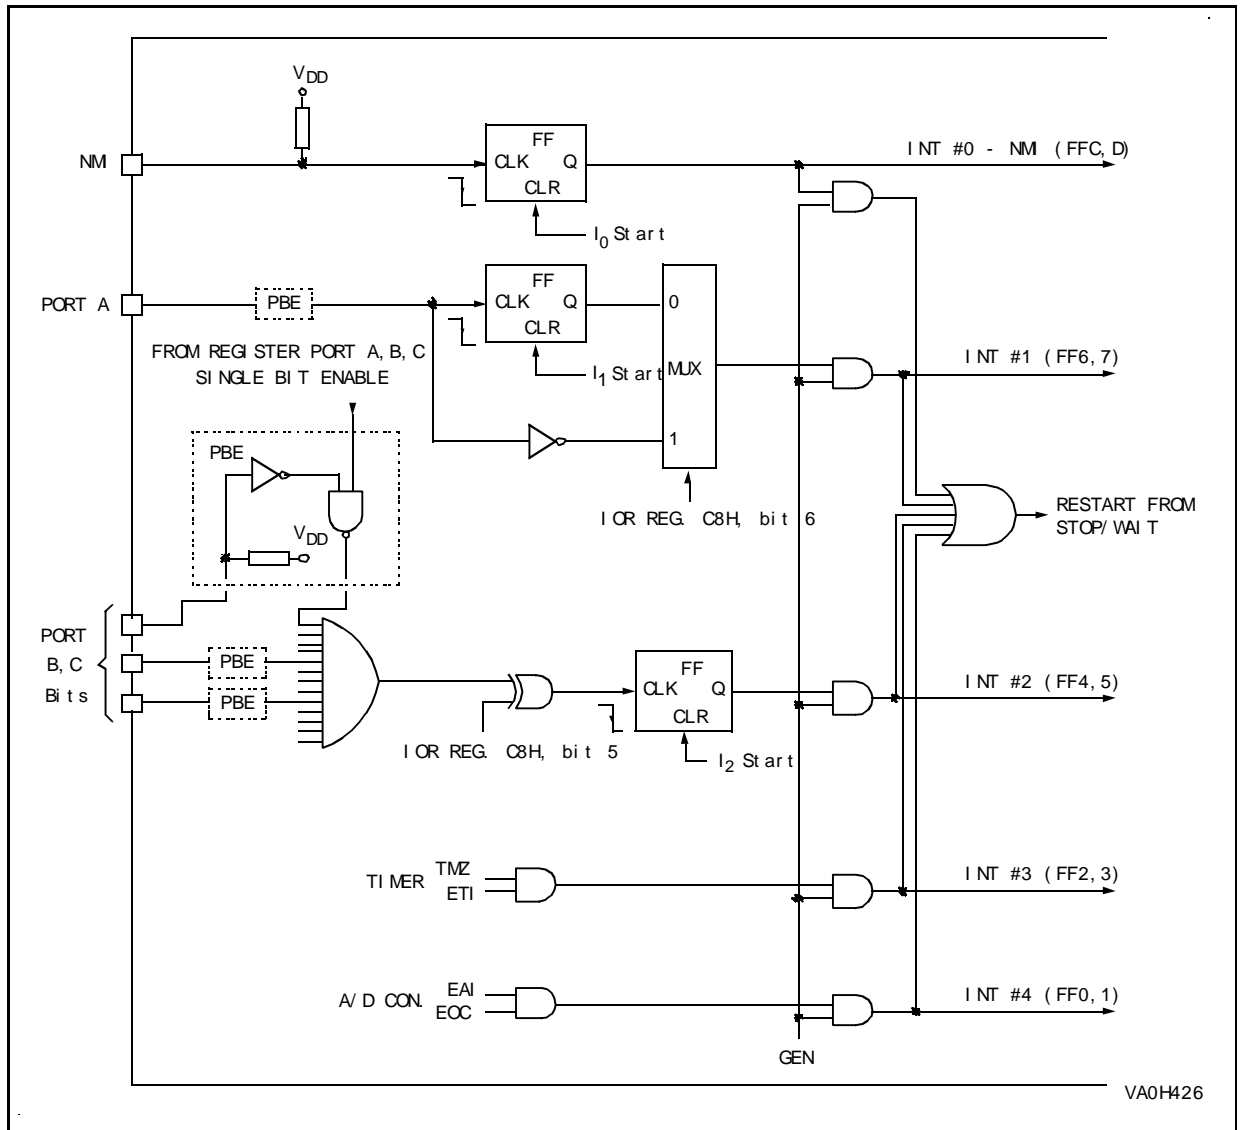 VDD
NMI
FF
CLK Q
CLR
I0 Start
INT #0 - NMI (FFC, D)
PORT A
PBE
FF
CLK Q
CLR
I1 Start
0
MUX
1
INT #1 (FF6, 7)
FROM REGISTER PORT A, B, C
SINGLE BIT ENABLE
PBE
VDD
IOR REG. C8H, bit 6
RESTART FROM
STOP/WAIT
PORT
B, C
Bits
PBE
PBE
IOR REG. C8H, bit 5
FF
CLK Q
CLR
I2 Start
INT #2 (FF4, 5)
TIMER
TMZ
ETI
INT #3 (FF2, 3)
A/D CON.
EAI
EOC
INT #4 (FF0, 1)
GEN
VA0H426